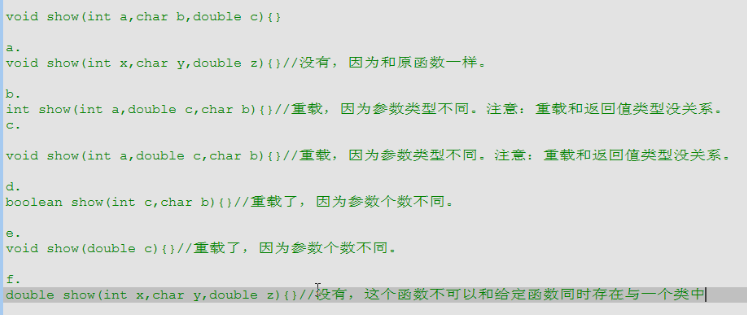 void show(int a,char b,double c){}
a.
void show(int x,char y,double z){}//没有，因为和原函数一样。
b.
int show(int a,double c,char b){}//重载，因为参数类型不同。注意：重载和返回值类型没关系。
c.
void show(int a,double c,char b){}//重载，因为参数类型不同。注意：重载和返回值类型没关系。
d.
boolean show(int c,char b){}//重载了，因为参数个数不同。
e.
void show(double c){}//重载了，因为参数个数不同。
f.
double show(int x,char y,double z){}//没有，这个函数不可以和给定函数同时存在与一个类中